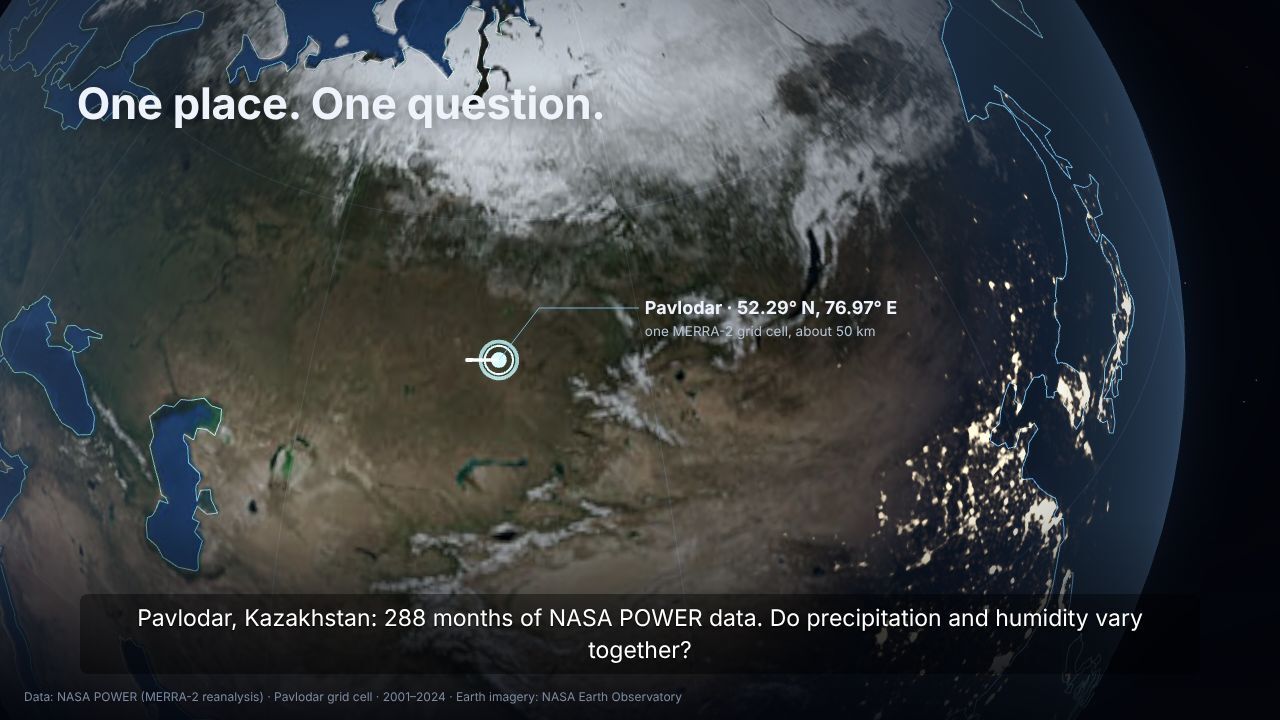 One place. One question.
Pavlodar · 52.29° N, 76.97° E
one MERRA-2 grid cell, about 50 km
Pavlodar, Kazakhstan: 288 months of NASA POWER data. Do precipitation and humidity vary
together?
Data: NASA POWER (MERRA-2 reanalysis) · Pavlodar grid cell · 2001–2024 · Earth imagery: NASA Earth Observatory